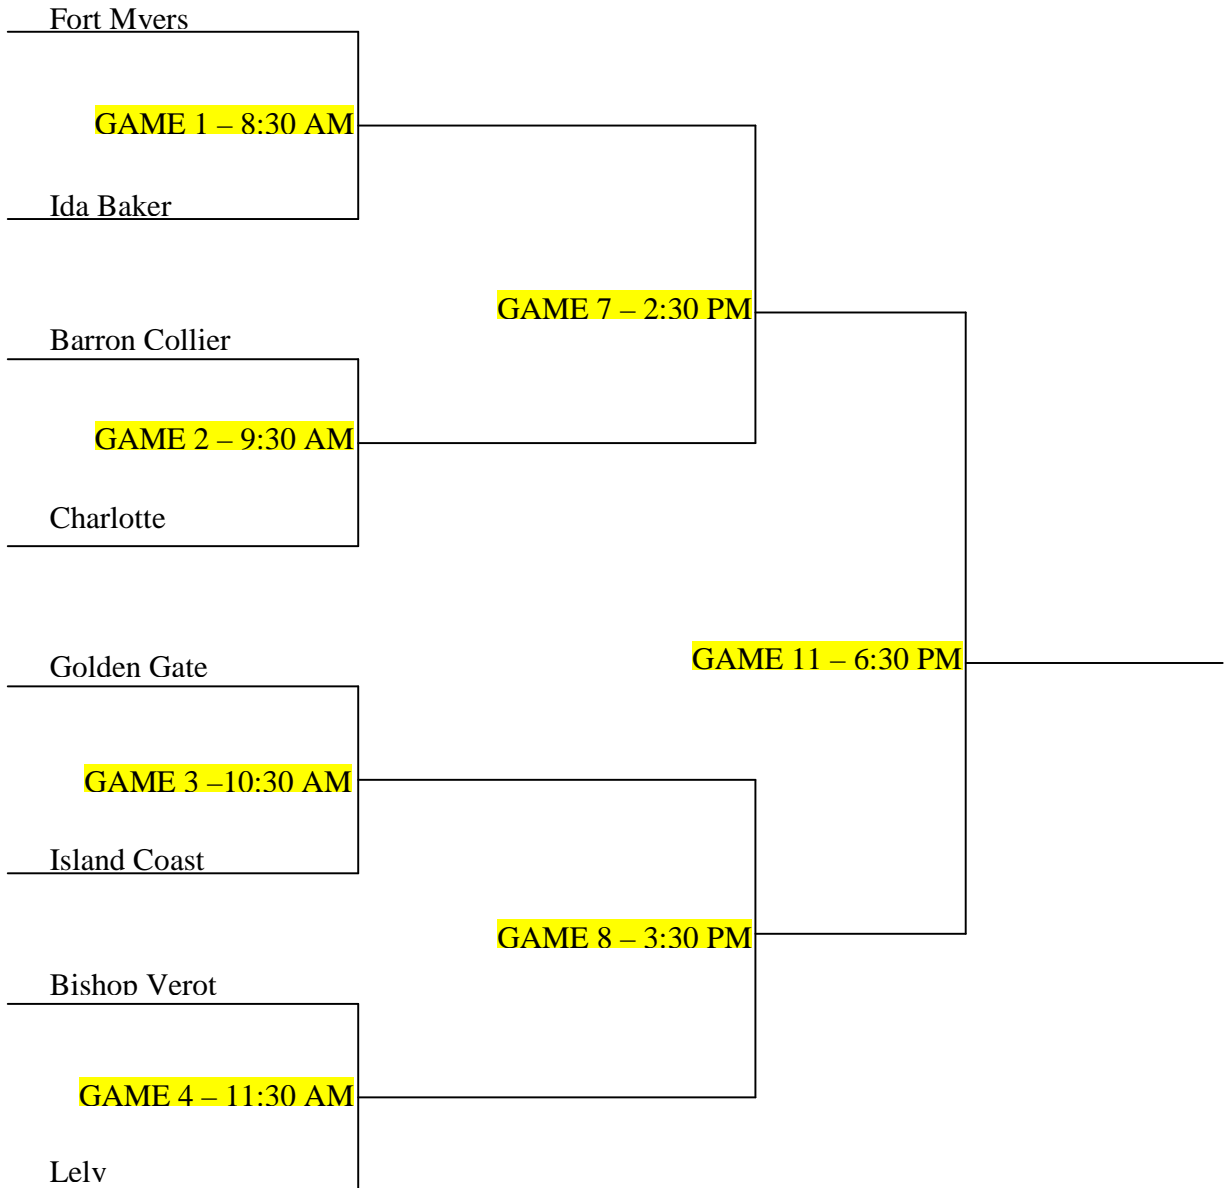 Fort Myers
GAME 1 – 8:30 AM
Ida Baker
GAME 7 – 2:30 PM
Barron Collier
GAME 2 – 9:30 AM
Charlotte
Golden Gate
GAME 11 – 6:30 PM
GAME 3 –10:30 AM
Island Coast
GAME 8 – 3:30 PM
Bishop Verot
GAME 4 – 11:30 AM
Lely